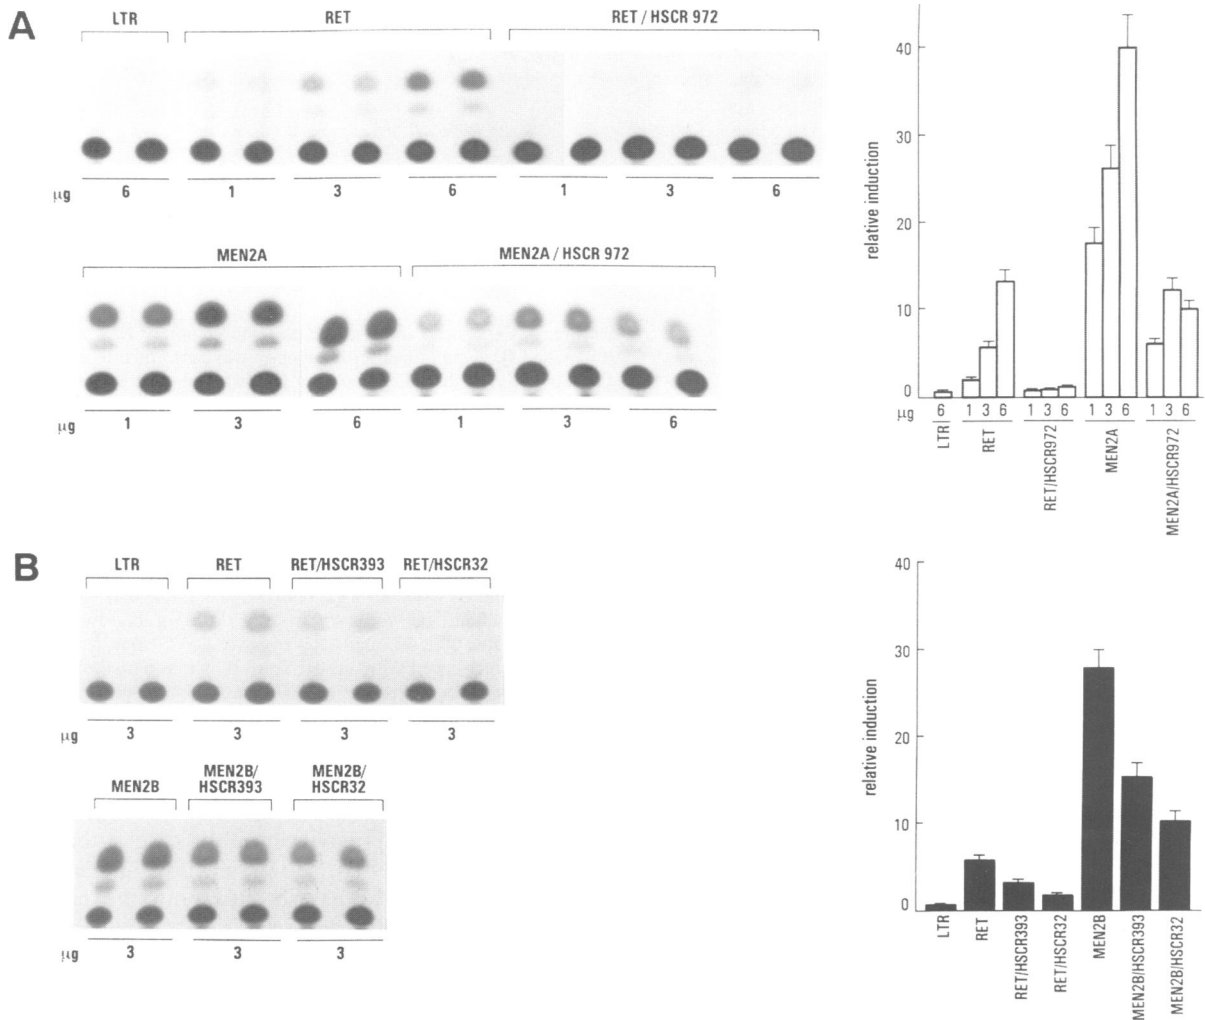 A
LTR RET RET / HSCR 972
μg 6 1 3 6 1 3 6
MEN2A MEN2A / HSCR 972
μg 1 3 6 1 3 6
relative induction
40
30
20
10
0
μg 6 1 3 6 1 3 6 1 3 6 1 3 6
LTR
RET
RET/HSCR972
MEN2A
MEN2A/HSCR972
B
LTR RET RET/HSCR393 RET/HSCR32
μg 3 3 3 3
MEN2B MEN2B/ MEN2B/
HSCR393 HSCR32
μg 3 3 3
relative induction
40
30
20
10
0
LTR
RET
RET/HSCR393
RET/HSCR32
MEN2B
MEN2B/HSCR393
MEN2B/HSCR32